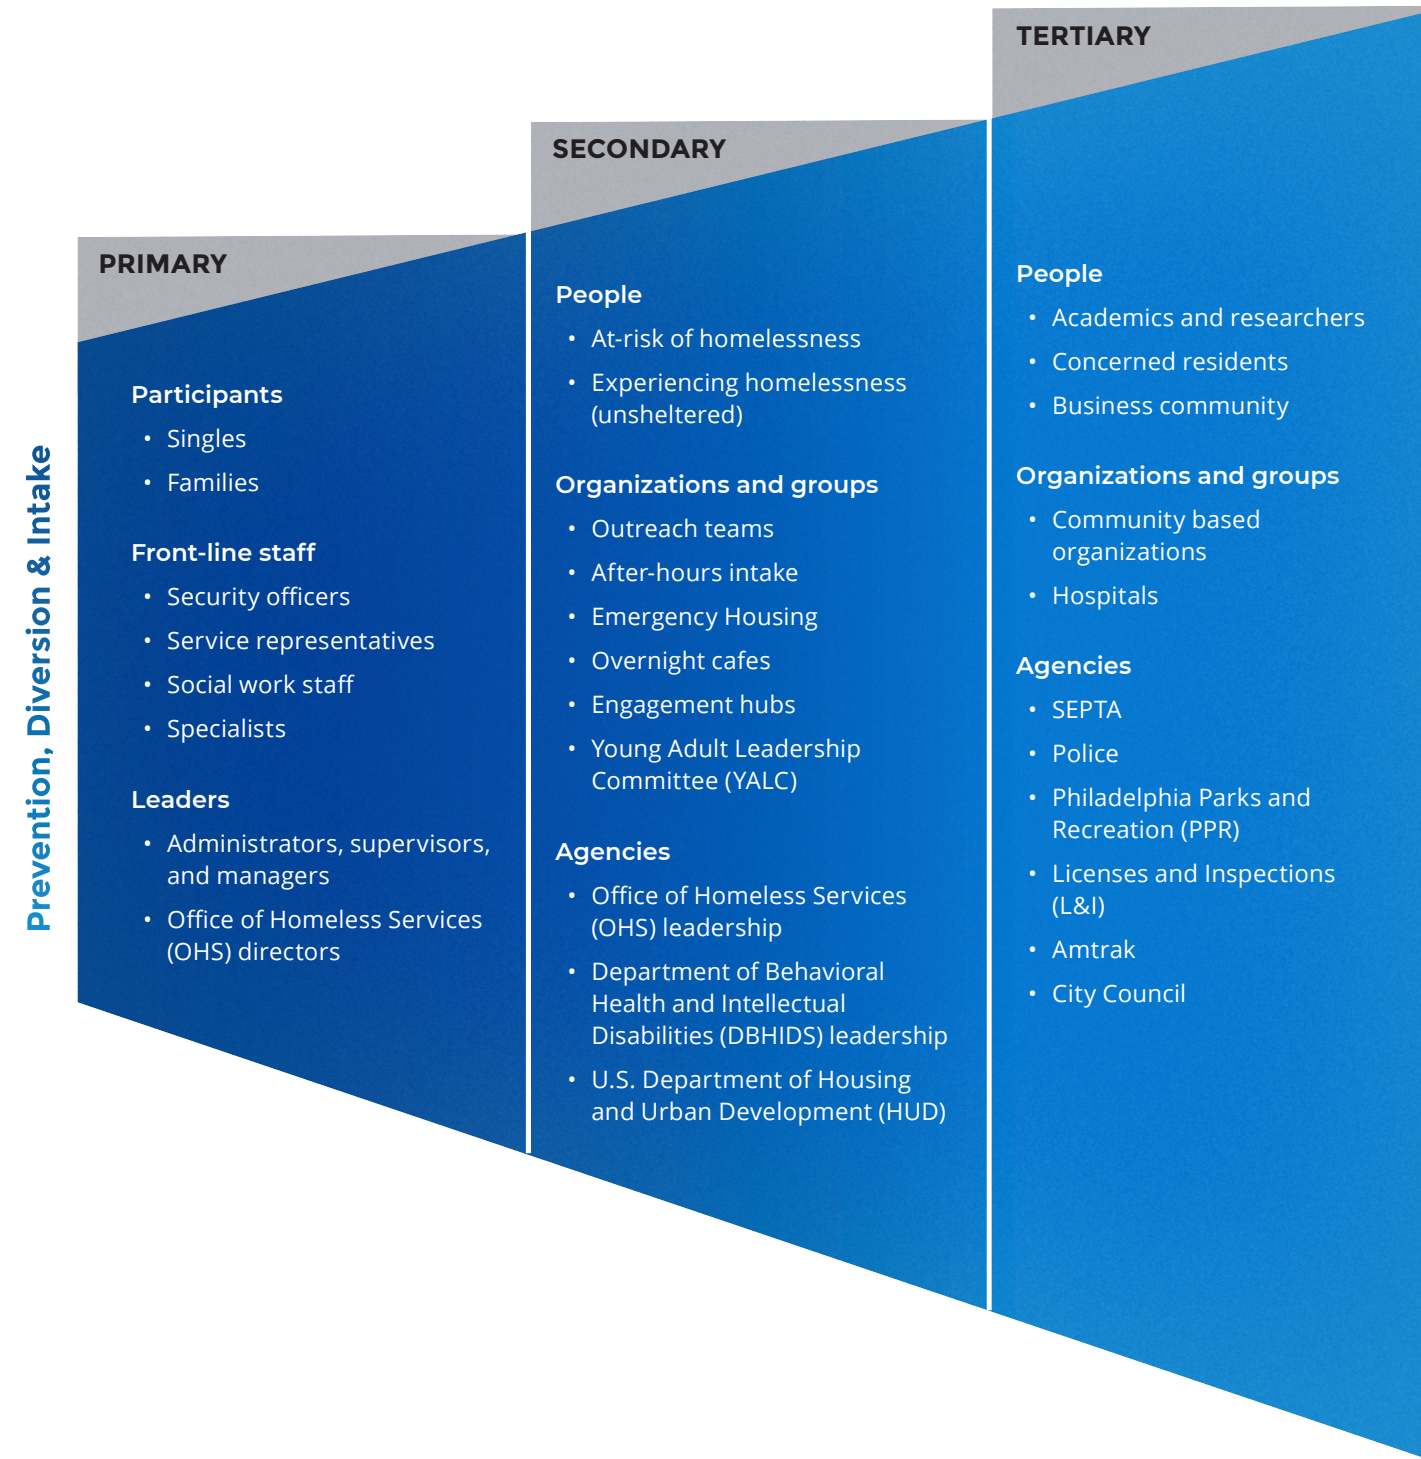 Prevention, Diversion & Intake
PRIMARY
Participants
• Singles
• Families
Front-line staff
• Security officers
• Service representatives
• Social work staff
• Specialists
Leaders
• Administrators, supervisors,
and managers
• Office of Homeless Services
(OHS) directors
SECONDARY
People
• At-risk of homelessness
• Experiencing homelessness
(unsheltered)
Organizations and groups
• Outreach teams
• After-hours intake
• Emergency Housing
• Overnight cafes
• Engagement hubs
• Young Adult Leadership
Committee (YALC)
Agencies
• Office of Homeless Services
(OHS) leadership
• Department of Behavioral
Health and Intellectual
Disabilities (DBHIDS) leadership
• U.S. Department of Housing
and Urban Development (HUD)
TERTIARY
People
• Academics and researchers
• Concerned residents
• Business community
Organizations and groups
• Community based
organizations
• Hospitals
Agencies
• SEPTA
• Police
• Philadelphia Parks and
Recreation (PPR)
• Licenses and Inspections
(L&I)
• Amtrak
• City Council